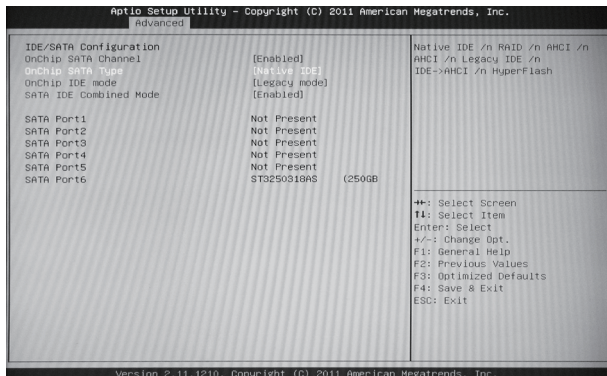 Aptio Setup Utility – Copyright (C) 2011 American Megatrends, Inc.
Advanced
IDE/SATA Configuration
OnChip SATA Channel [Enabled]
OnChip SATA Type [Native IDE]
OnChip IDE mode [Legacy mode]
SATA IDE Combined Mode [Enabled]
SATA Port1 Not Present
SATA Port2 Not Present
SATA Port3 Not Present
SATA Port4 Not Present
SATA Port5 Not Present
SATA Port6 ST3250318AS (250GB
Native IDE /n RAID /n AHCI /n
AHCI /n Legacy IDE /n
IDE->AHCI /n HyperFlash
→←: Select Screen
↑↓: Select Item
Enter: Select
+/-: Change Opt.
F1: General Help
F2: Previous Values
F3: Optimized Defaults
F4: Save & Exit
ESC: Exit
Version 2.11.1210. Copyright (C) 2011 American Megatrends, Inc.